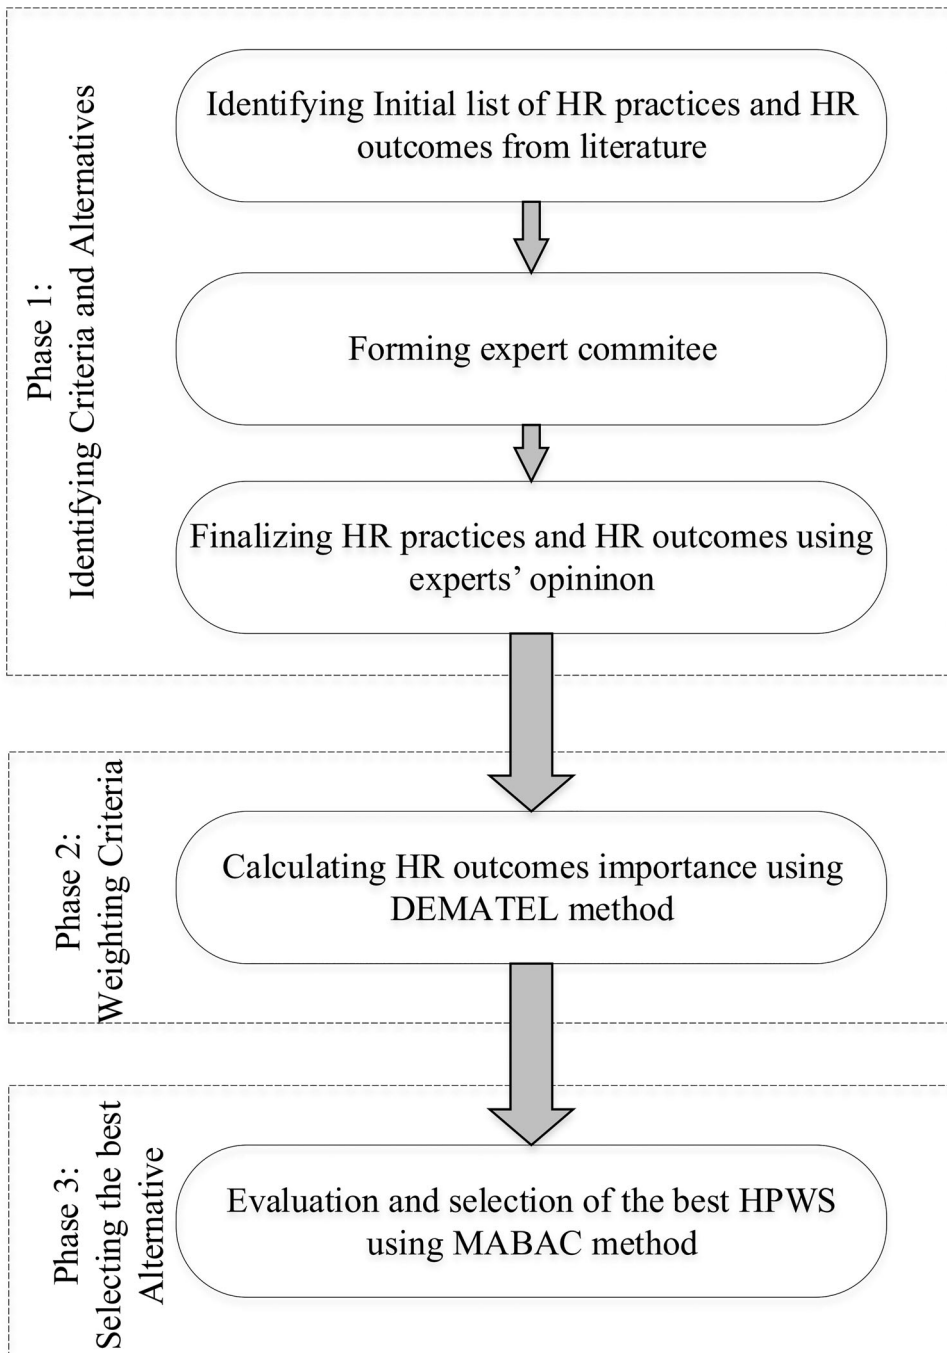 Phase 1:
Identifying Criteria and Alternatives
Identifying Initial list of HR practices and HR
outcomes from literature
Forming expert commitee
Finalizing HR practices and HR outcomes using
experts’ opininon
Phase 2:
Weighting Criteria
Calculating HR outcomes importance using
DEMATEL method
Phase 3:
Selecting the best
Alternative
Evaluation and selection of the best HPWS
using MABAC method